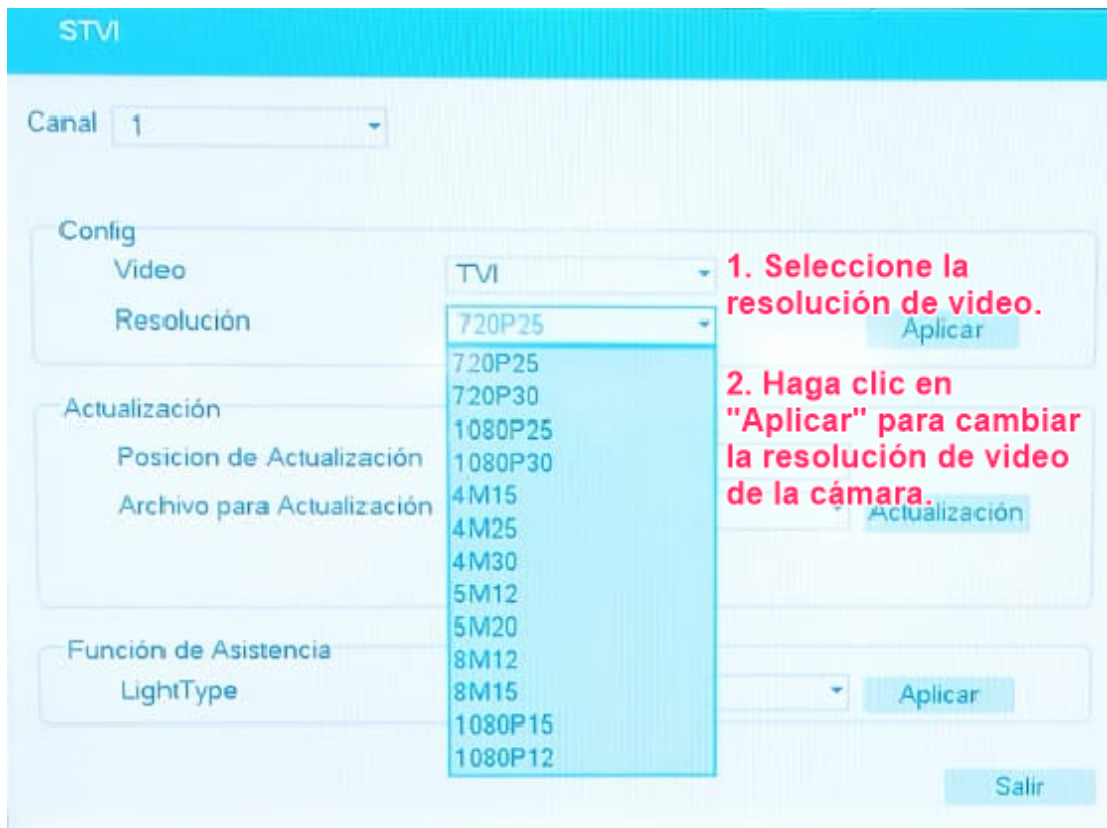 STVI
Canal 1
Config
Video TVI
Resolución 720P25
Aplicar
1. Seleccione la
resolución de video.
720P25
720P30
1080P25
1080P30
4M15
4M25
4M30
5M12
5M20
8M12
8M15
1080P15
1080P12
2. Haga clic en
"Aplicar" para cambiar
la resolución de video
de la cámara.
Actualización
Posicion de Actualización
Archivo para Actualización
Actualización
Función de Asistencia
LightType
Aplicar
Salir